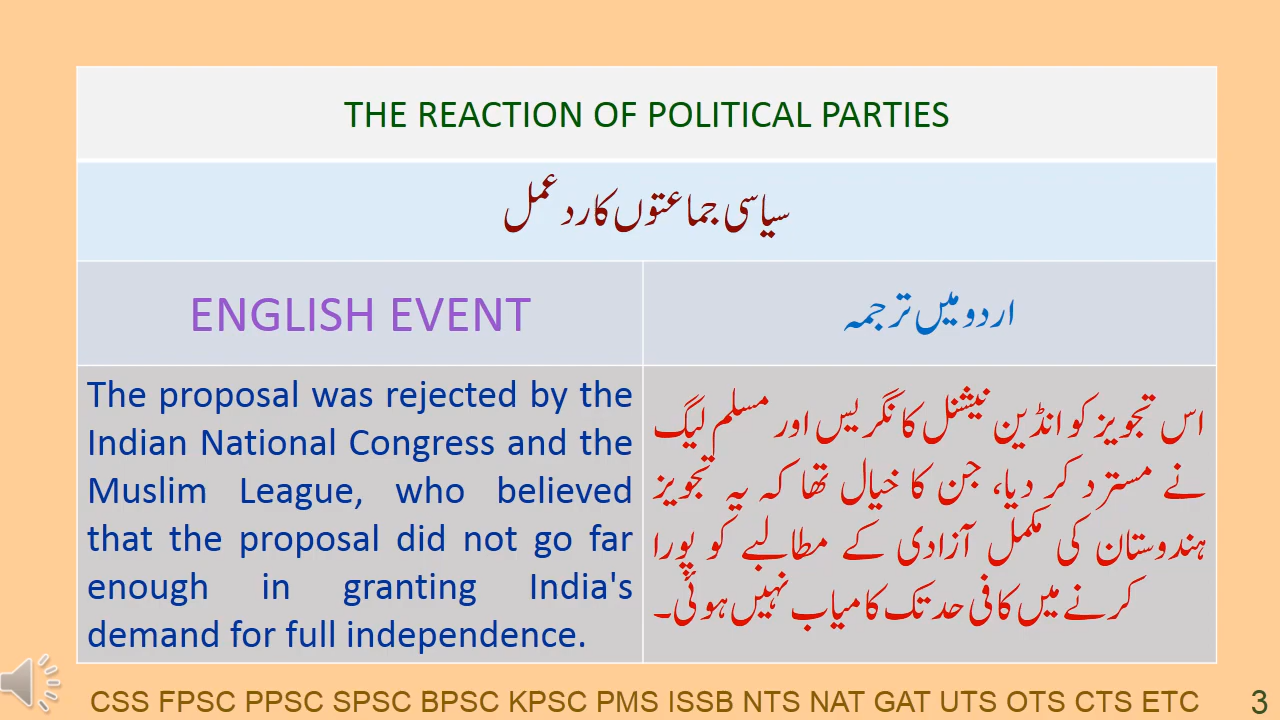 THE REACTION OF POLITICAL PARTIES
سیاسی جماعتوں کا رد عمل
ENGLISH EVENT
اردو میں ترجمہ
The proposal was rejected by the
Indian National Congress and the
Muslim League, who believed
that the proposal did not go far
enough in granting India's
demand for full independence.
اس تجویز کو انڈین نیشنل کانگریس اور مسلم لیگ
نے مسترد کر دیا، جن کا خیال تھا کہ یہ تجویز
ہندوستان کی مکمل آزادی کے مطالبے کو پورا
کرنے میں کافی حد تک کامیاب نہیں ہوئی۔
CSS FPSC PPSC SPSC BPSC KPSC PMS ISSB NTS NAT GAT UTS OTS CTS ETC
3